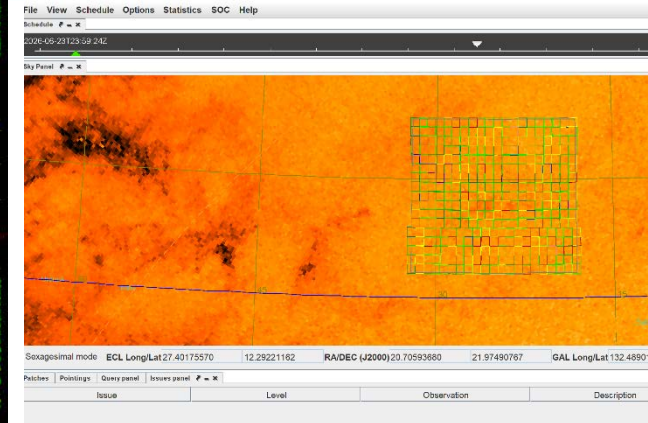 File View Schedule Options Statistics SOC Help
Schedule
2026-06-23T23:59:24Z
Sky Panel
Sexagesimal mode ECL Long/Lat 27.40175570 12.29221162 RA/DEC (J2000) 20.70593680 21.97490767 GAL Long/Lat 132.48901
Patches Pointings Query panel Issues panel
Issue Level Observation Description